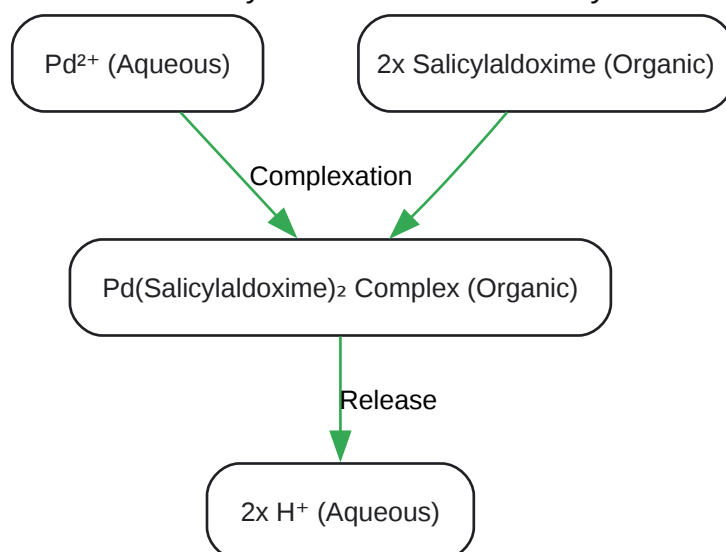 Pd²⁺ (Aqueous)
2x Salicylaldoxime (Organic)
Complexation
Pd(Salicylaldoxime)₂ Complex (Organic)
Release
2x H⁺ (Aqueous)